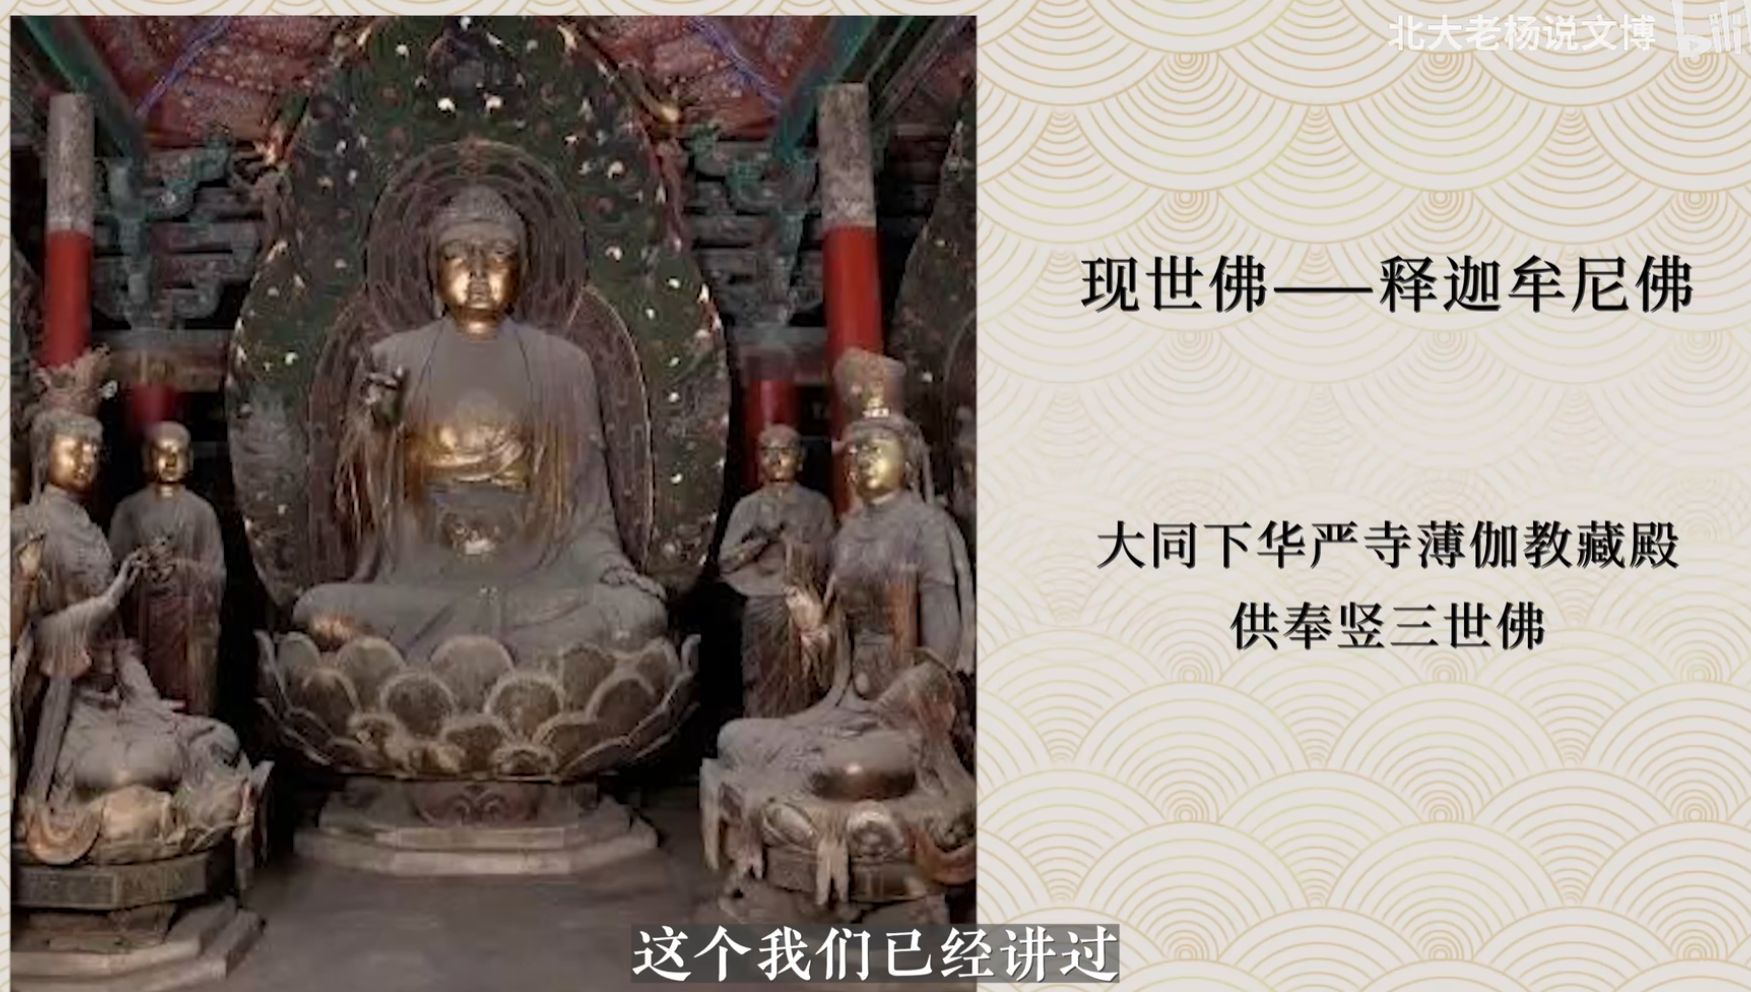 北大老杨说文博
现世佛——释迦牟尼佛
大同下华严寺薄伽教藏殿
供奉竖三世佛
这个我们已经讲过